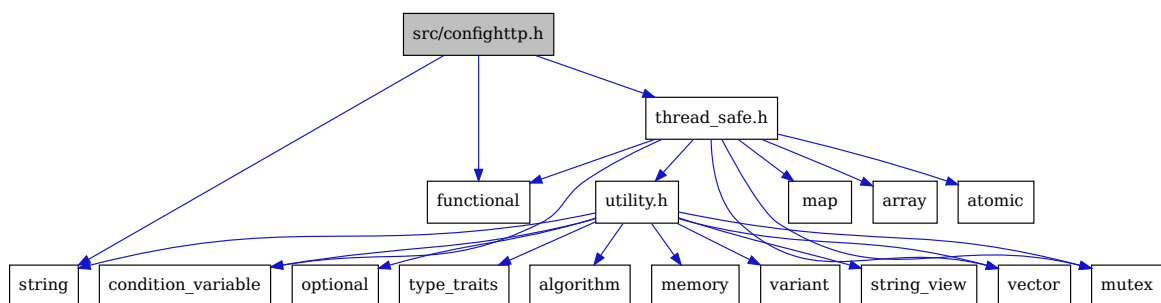 src/confighttp.h
thread_safe.h
functional
utility.h
map
array
atomic
string
condition_variable
optional
type_traits
algorithm
memory
variant
string_view
vector
mutex